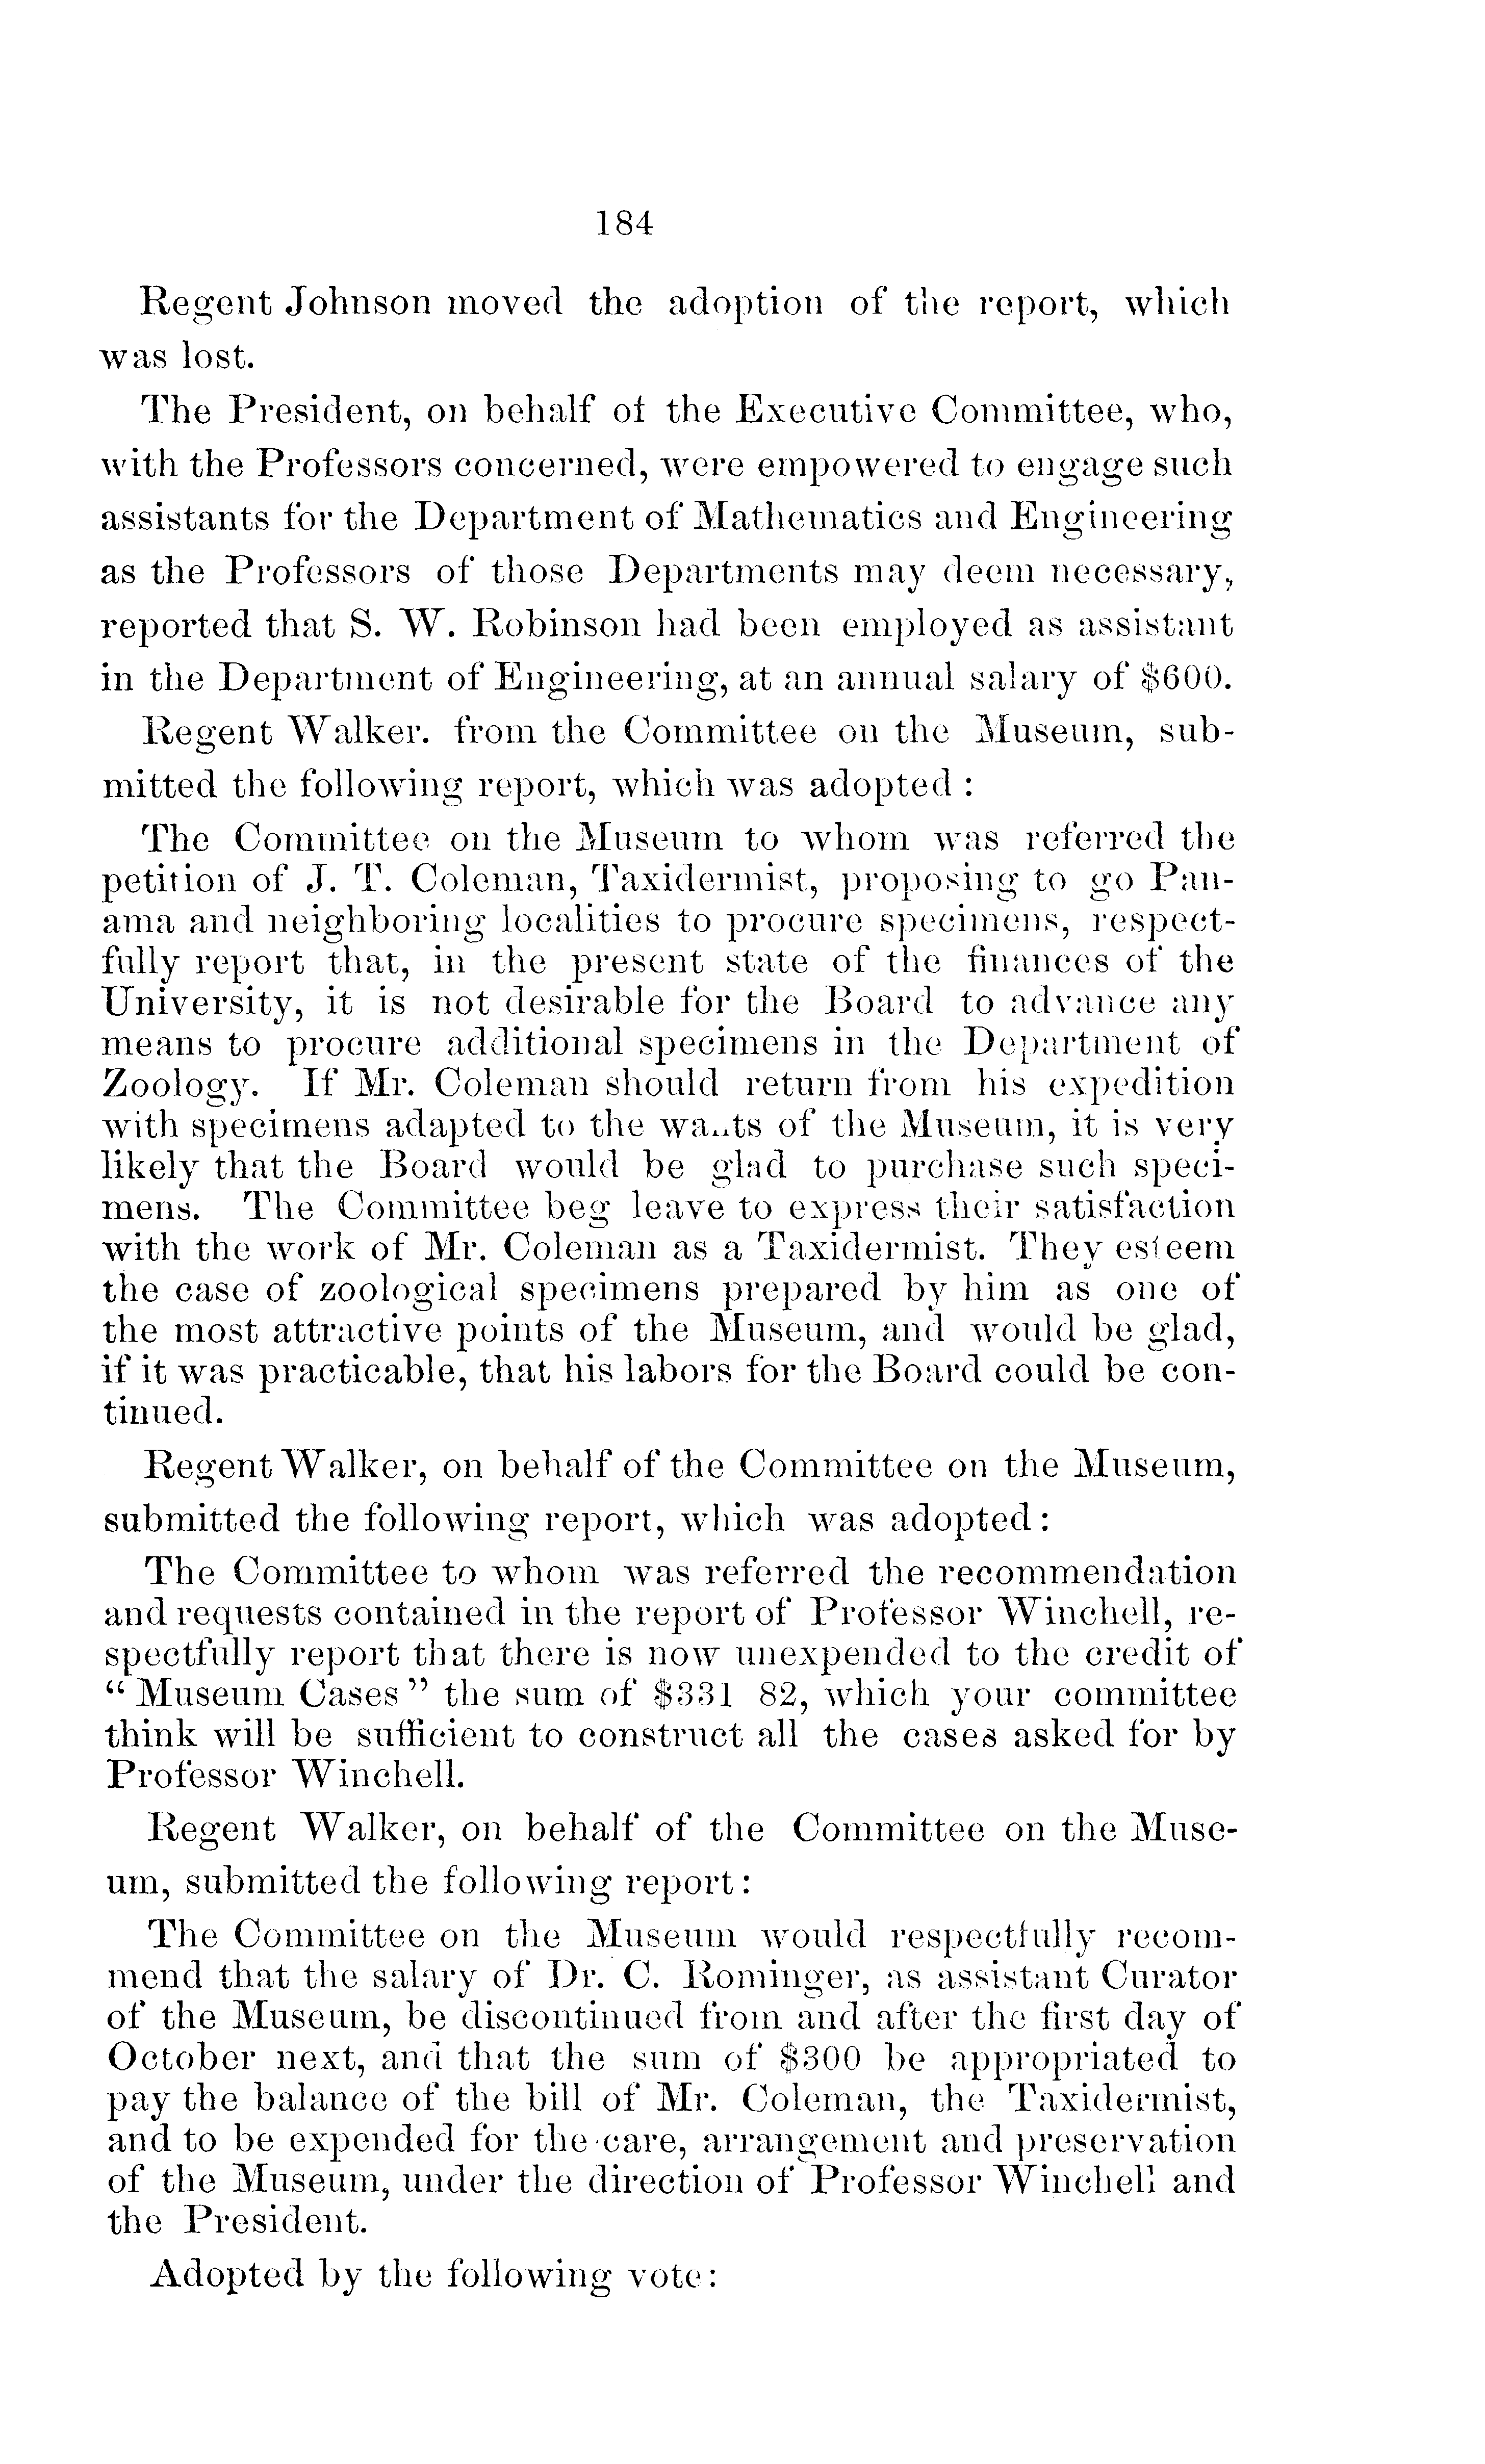 184
Regent Johnson moved the adoption of the report, which
was lost.
The President, on behalf of the Executive Committee, who,
with the Professors concerned, were empowered to engage such
assistants for the Department of Mathematics and Engineering
as the Professors of those Departments may deem necessary,
reported that S. W. Robinson had been employed as assistant
in the Department of Engineering, at an annual salary of $600.
Regent Walker. from the Committee on the Museum, sub-
mitted the following report, which was adopted :
The Committee on the Museum to whom was referred the
petition of J. T. Coleman, Taxidermist, proposing to go Pan-
ama and neighboring localities to procure specimens, respect-
fully report that, in the present state of the finances of the
University, it is not desirable for the Board to advance any
means to procure additional specimens in the Department of
Zoology. If Mr. Coleman should return from his expedition
with specimens adapted to the wants of the Museum, it is very
likely that the Board would be glad to purchase such speci-
mens. The Committee beg leave to express their satisfaction
with the work of Mr. Coleman as a Taxidermist. They esteem
the case of zoological specimens prepared by him as one of
the most attractive points of the Museum, and would be glad,
if it was practicable, that his labors for the Board could be con-
tinued.
Regent Walker, on behalf of the Committee on the Museum,
submitted the following report, which was adopted:
The Committee to whom was referred the recommendation
and requests contained in the report of Professor Winchell, re-
spectfully report that there is now unexpended to the credit of
“ Museum Cases ” the sum of $331 82, which your committee
think will be sufficient to construct all the cases asked for by
Professor Winchell.
Regent Walker, on behalf of the Committee on the Muse-
um, submitted the following report:
The Committee on the Museum would respectfully recom-
mend that the salary of Dr. C. Rominger, as assistant Curator
of the Museum, be discontinued from and after the first day of
October next, and that the sum of $300 be appropriated to
pay the balance of the bill of Mr. Coleman, the Taxidermist,
and to be expended for the care, arrangement and preservation
of the Museum, under the direction of Professor Winchell and
the President.
Adopted by the following vote: